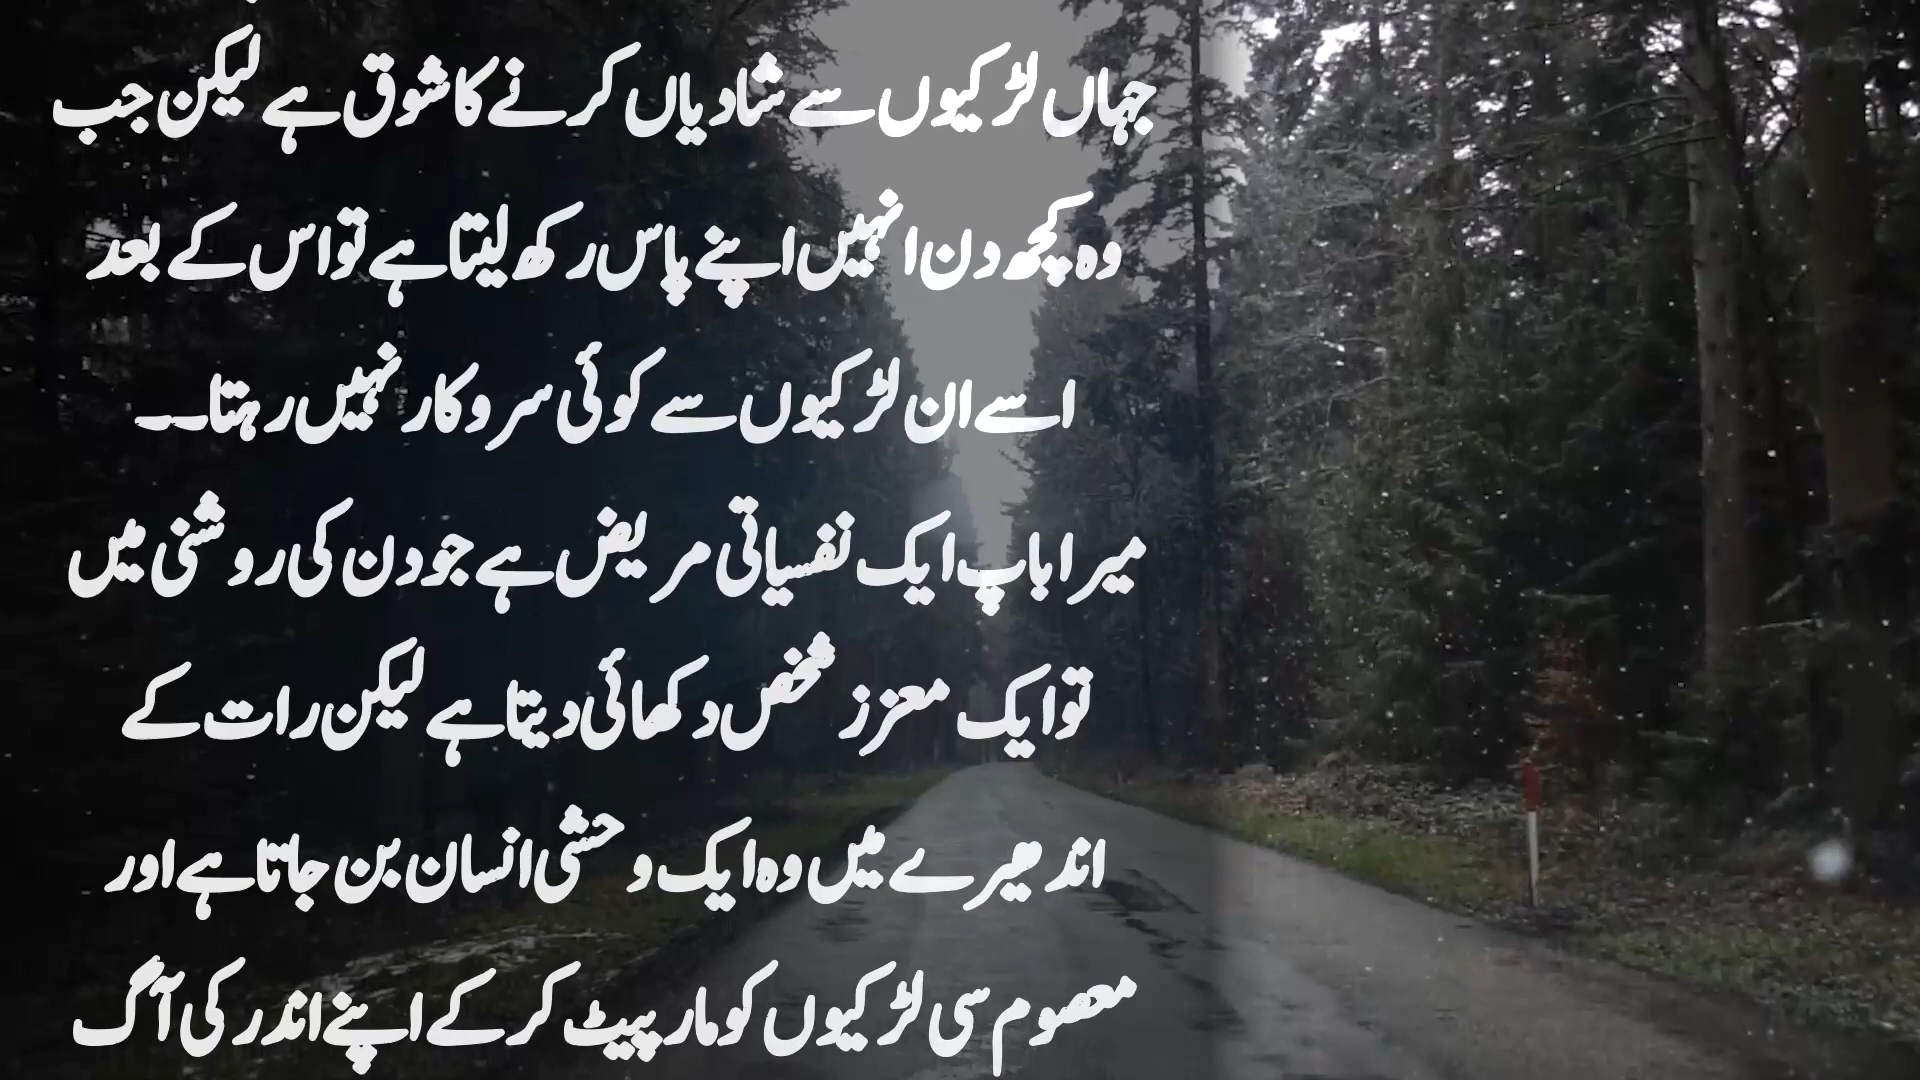 جہاں لڑکیوں سے شادیاں کرنے کا شوق ہے لیکن جب
وہ کچھ دن انہیں اپنے پاس رکھ لیتا ہے تو اس کے بعد
اسے ان لڑکیوں سے کوئی سروکار نہیں رہتا۔۔
میرا باپ ایک نفسیاتی مریض ہے جو دن کی روشنی میں
تو ایک معزز شخص دکھائی دیتا ہے لیکن رات کے
اندھیرے میں وہ ایک وحشی انسان بن جاتا ہے اور
معصوم سی لڑکیوں کو مار پیٹ کر کے اپنے اندر کی آگ